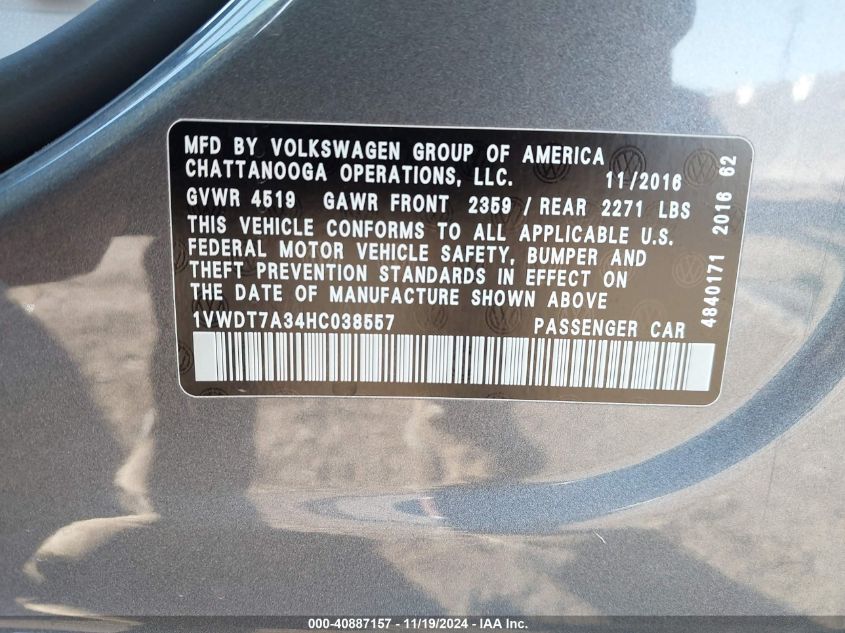 MFD BY VOLKSWAGEN GROUP OF AMERICA
CHATTANOOGA OPERATIONS, LLC. 11/2016
GVWR 4519 GAWR FRONT 2359 / REAR 2271 LBS
THIS VEHICLE CONFORMS TO ALL APPLICABLE U.S.
FEDERAL MOTOR VEHICLE SAFETY, BUMPER AND
THEFT PREVENTION STANDARDS IN EFFECT ON
THE DATE OF MANUFACTURE SHOWN ABOVE
1VWDT7A34HC038557 PASSENGER CAR
4840171 2016 62
000-40887157 - 11/19/2024 - IAA Inc.